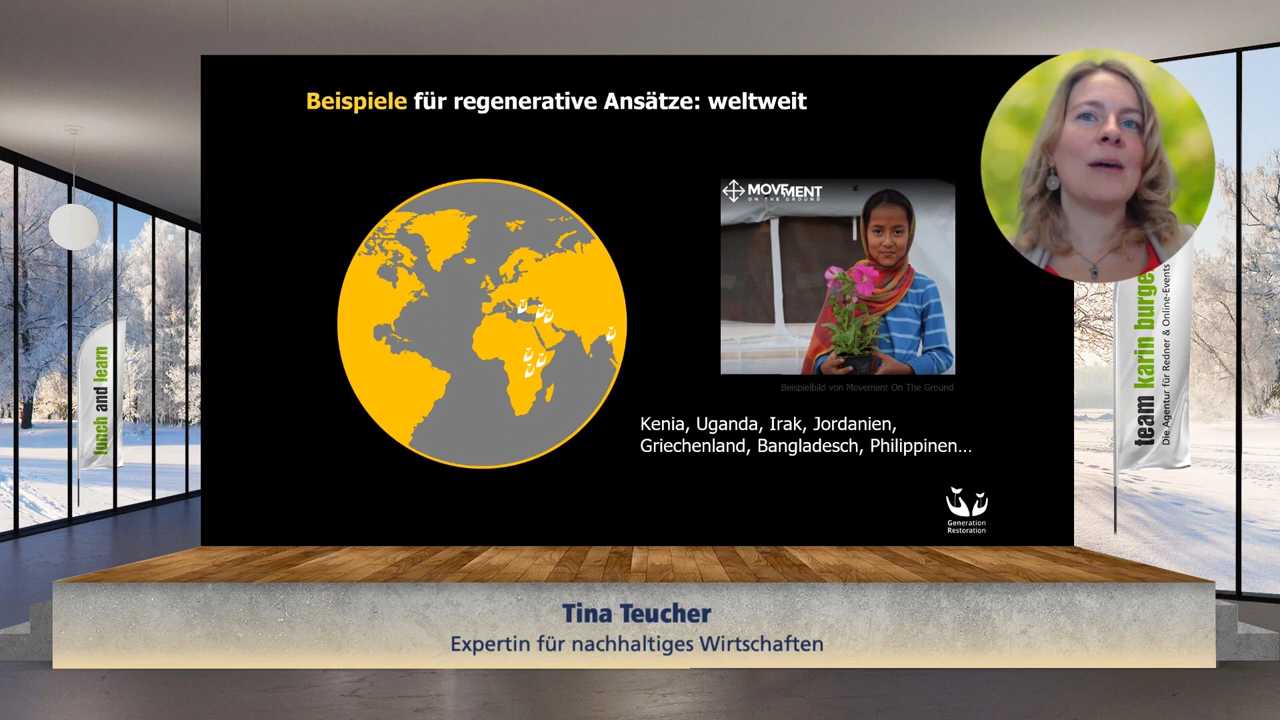 Beispiele für regenerative Ansätze: weltweit
MOVEMENT
ON THE GROUND
Beispielbild von Movement On The Ground
Kenia, Uganda, Irak, Jordanien,
Griechenland, Bangladesch, Philippinen...
Generation
Restoration
lunch and learn
team karin burge
Die Agentur für Redner & Online-Events
Tina Teucher
Expertin für nachhaltiges Wirtschaften